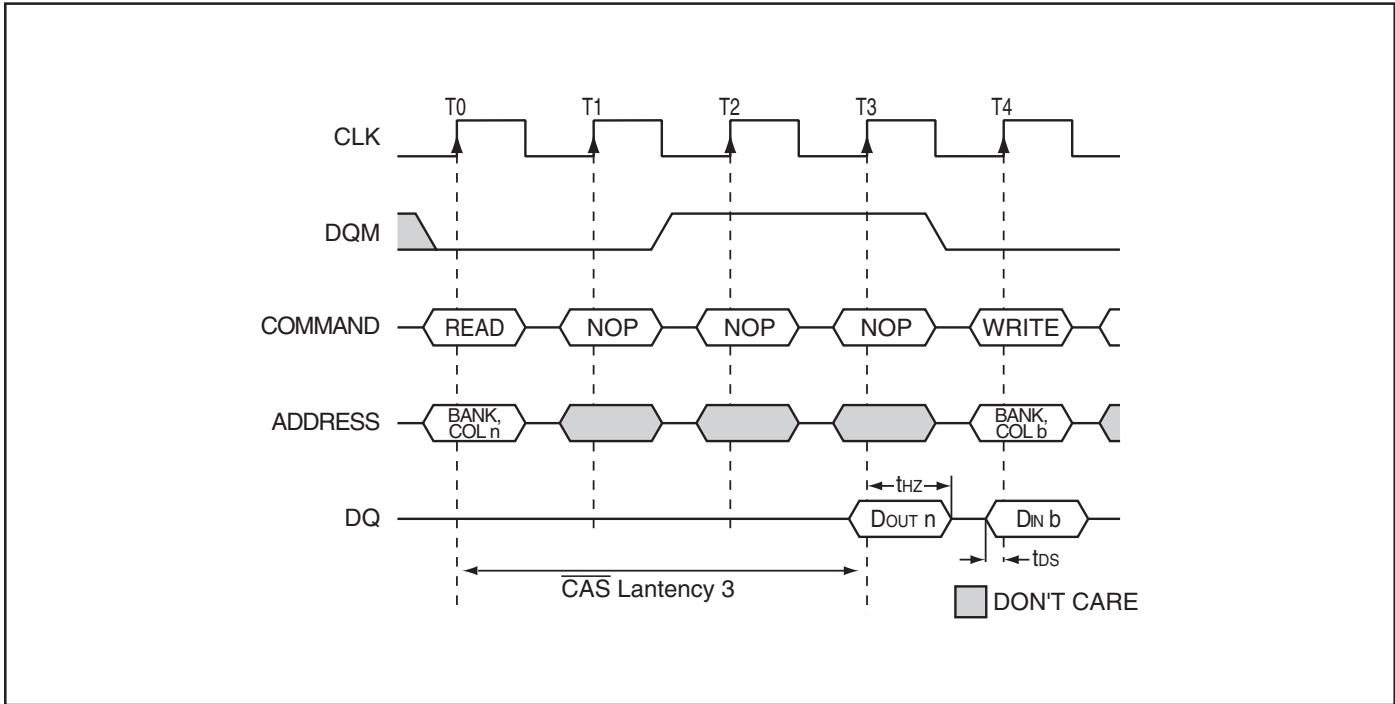 T0 T1 T2 T3 T4
CLK
DQM
COMMAND READ NOP NOP NOP WRITE
ADDRESS BANK, COL n BANK, COL b
tHZ
DQ DOUT n DIN b
tDS
CAS Lantency 3
DON'T CARE